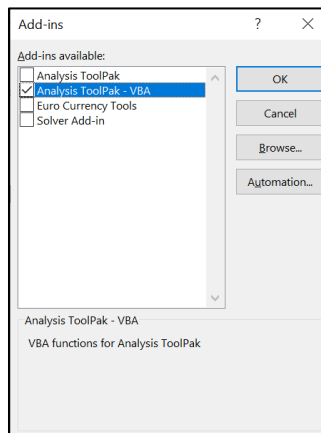 Add-ins ? ×
Add-ins available:
Analysis ToolPak
Analysis ToolPak - VBA
Euro Currency Tools
Solver Add-in
OK
Cancel
Browse...
Automation...
Analysis ToolPak - VBA
VBA functions for Analysis ToolPak